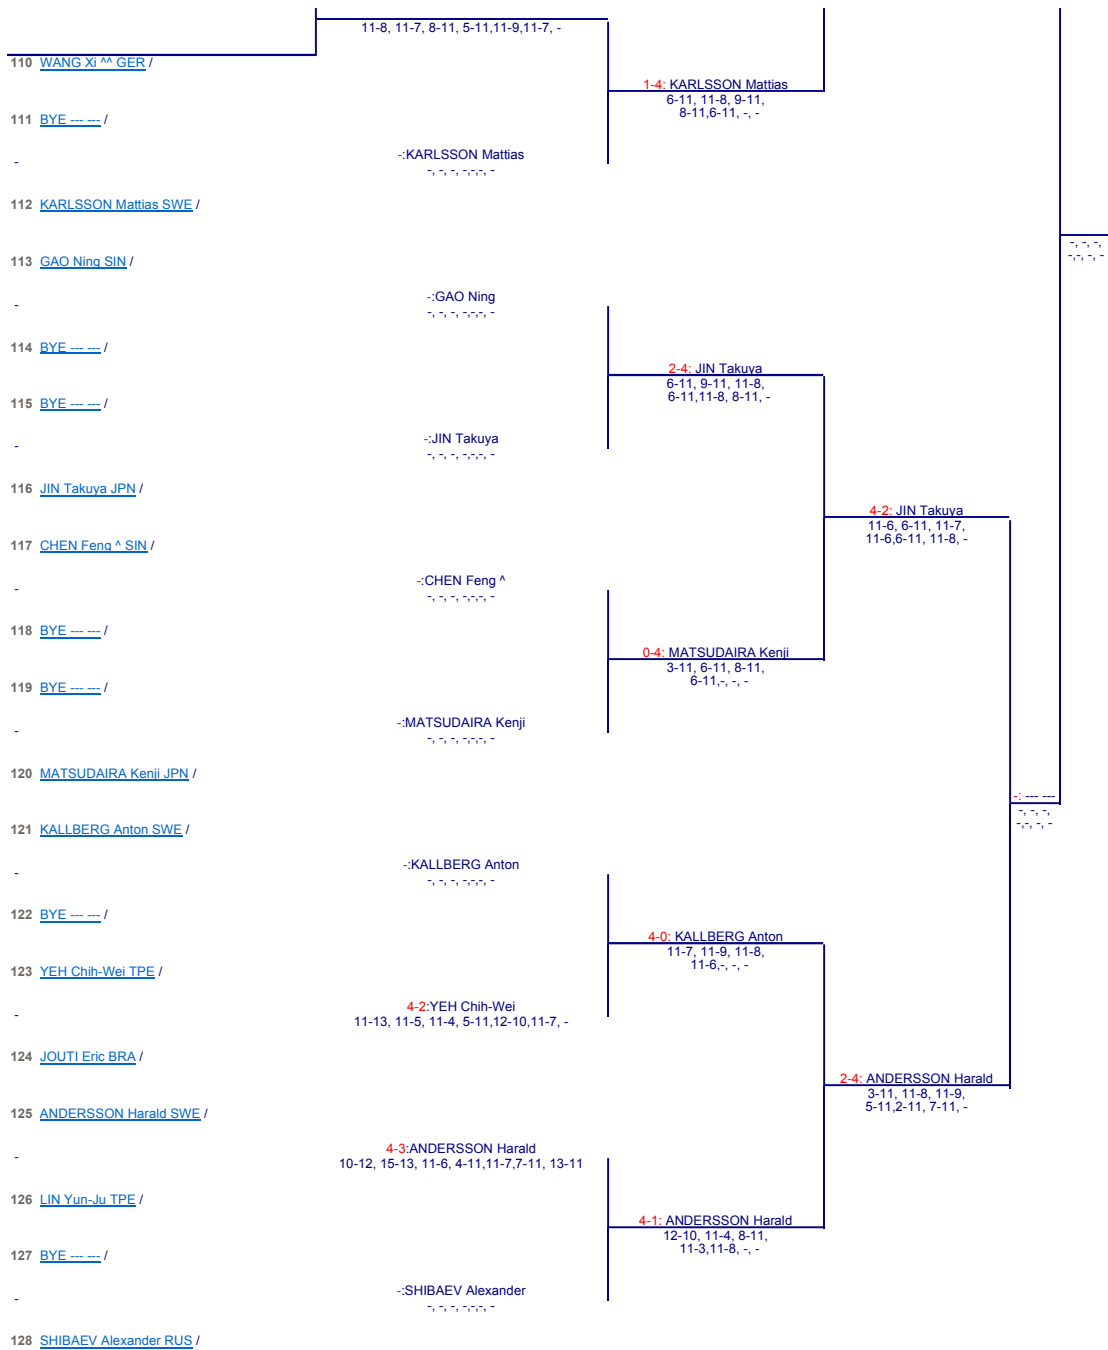 11-8, 11-7, 8-11, 5-11,11-9,11-7, -
110 WANG Xi ^^ GER /
1-4: KARLSSON Mattias
6-11, 11-8, 9-11,
8-11,6-11, -, -
111 BYE --- --- /
-
-:KARLSSON Mattias
-, -, -, -,-,-, -
112 KARLSSON Mattias SWE /
-, -, -,
-,-, -, -
113 GAO Ning SIN /
-
-:GAO Ning
-, -, -, -,-,-, -
114 BYE --- --- /
2-4: JIN Takuya
6-11, 9-11, 11-8,
6-11,11-8, 8-11, -
115 BYE --- --- /
-
-:JIN Takuya
-, -, -, -,-,-, -
116 JIN Takuya JPN /
4-2: JIN Takuya
11-6, 6-11, 11-7,
11-6,6-11, 11-8, -
117 CHEN Feng ^ SIN /
-
-:CHEN Feng ^
-, -, -, -,-,-, -
118 BYE --- --- /
0-4: MATSUDAIRA Kenji
3-11, 6-11, 8-11,
6-11,-, -, -
119 BYE --- --- /
-
-:MATSUDAIRA Kenji
-, -, -, -,-,-, -
120 MATSUDAIRA Kenji JPN /
-: --- ---
-, -, -,
-,-, -, -
121 KALLBERG Anton SWE /
-
-:KALLBERG Anton
-, -, -, -,-,-, -
122 BYE --- --- /
4-0: KALLBERG Anton
11-7, 11-9, 11-8,
11-6,-, -, -
123 YEH Chih-Wei TPE /
-
4-2:YEH Chih-Wei
11-13, 11-5, 11-4, 5-11,12-10,11-7, -
124 JOUTI Eric BRA /
2-4: ANDERSSON Harald
3-11, 11-8, 11-9,
5-11,2-11, 7-11, -
125 ANDERSSON Harald SWE /
-
4-3:ANDERSSON Harald
10-12, 15-13, 11-6, 4-11,11-7,7-11, 13-11
126 LIN Yun-Ju TPE /
4-1: ANDERSSON Harald
12-10, 11-4, 8-11,
11-3,11-8, -, -
127 BYE --- --- /
-
-:SHIBAEV Alexander
-, -, -, -,-,-, -
128 SHIBAEV Alexander RUS /